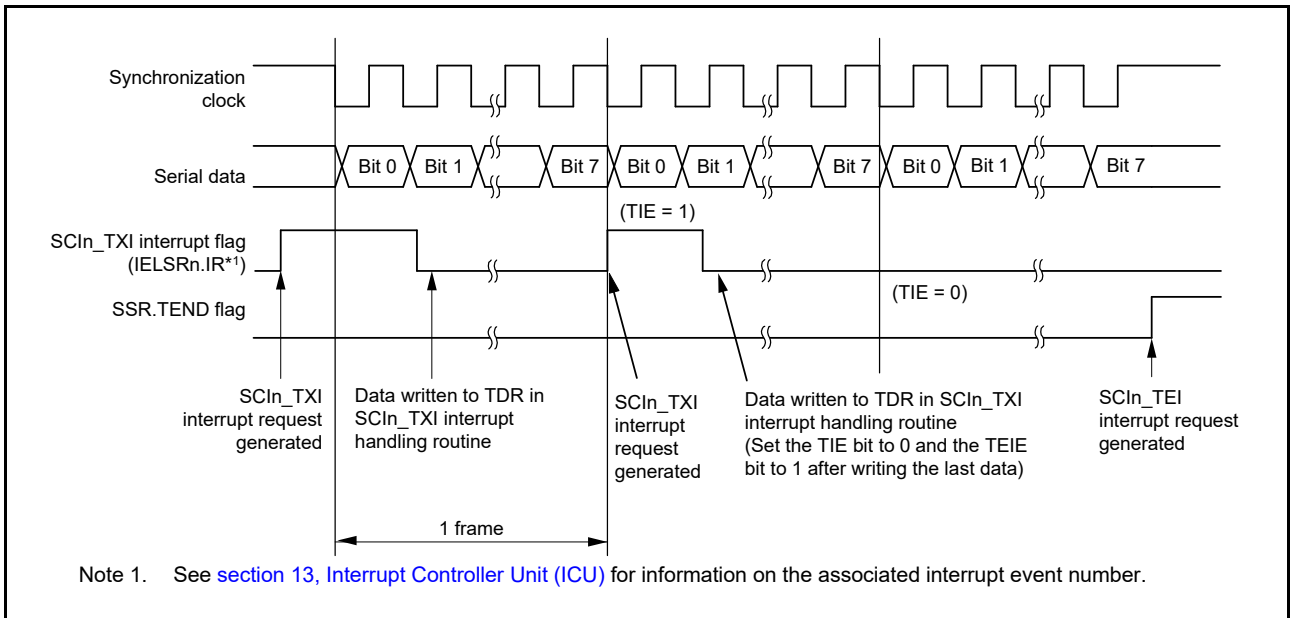 Synchronization
clock
Serial data
Bit 0
Bit 1
Bit 7
Bit 0
Bit 1
Bit 7
Bit 0
Bit 1
Bit 7
(TIE = 1)
SCIn_TXI interrupt flag
(IELSRn.IR*1)
(TIE = 0)
SSR.TEND flag
SCIn_TXI
interrupt request
generated
Data written to TDR in
SCIn_TXI interrupt
handling routine
SCIn_TXI
interrupt
request
generated
Data written to TDR in SCIn_TXI
interrupt handling routine
(Set the TIE bit to 0 and the TEIE
bit to 1 after writing the last data)
SCIn_TEI
interrupt request
generated
1 frame
Note 1. See section 13, Interrupt Controller Unit (ICU) for information on the associated interrupt event number.